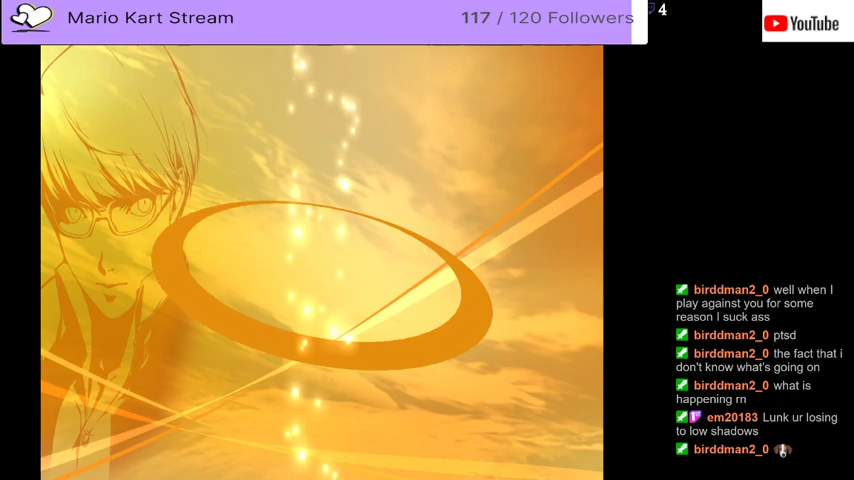 Mario Kart Stream
117 / 120 Followers
4
YouTube
birddman2_0 well when I
play against you for some
reason I suck ass
birddman2_0 ptsd
birddman2_0 the fact that i
don't know what's going on
birddman2_0 what is
happening rn
em20183 Lunk ur losing
to low shadows
birddman2_0